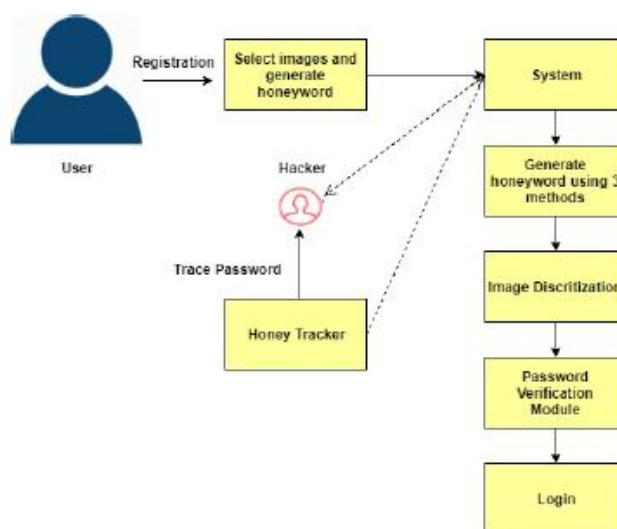 Registration
Select images and
generate
honeyword
System
User
Hacker
Generate
honeyword using 3
methods
Trace Password
Honey Tracker
Image Discritization
Password
Verification
Module
Login